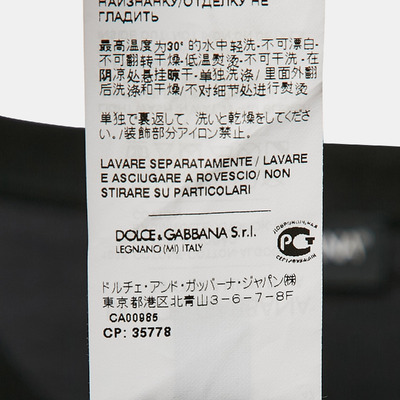 НАИЗНАНКУ/ОТДЕЛКУ НЕ
ГЛАДИТЬ
最高温度为30°的水中轻洗-不可漂白-
不可翻转干燥-低温熨烫-不可干洗-在
阴凉处悬挂晾干-单独洗涤/里面外翻
后洗涤和干燥/不对细节处进行熨烫
单独で裏返して、洗いと乾燥をしてくださ
い/装飾部分アイロン禁止。
LAVARE SEPARATAMENTE/ LAVARE
E ASCIUGARE A ROVESCIO/ NON
STIRARE SU PARTICOLARI
DOLCE&GABBANA S.r.l.
LEGNANO (MI) ITALY
ДОБРОВОЛЬНАЯ
РСТ
СЕРТИФИКАЦИЯ
ドルチェ・アンド・ガッバーナ・ジャパン㈱
東京都港区北青山3-6-7-8F
CA00985
CP: 35778